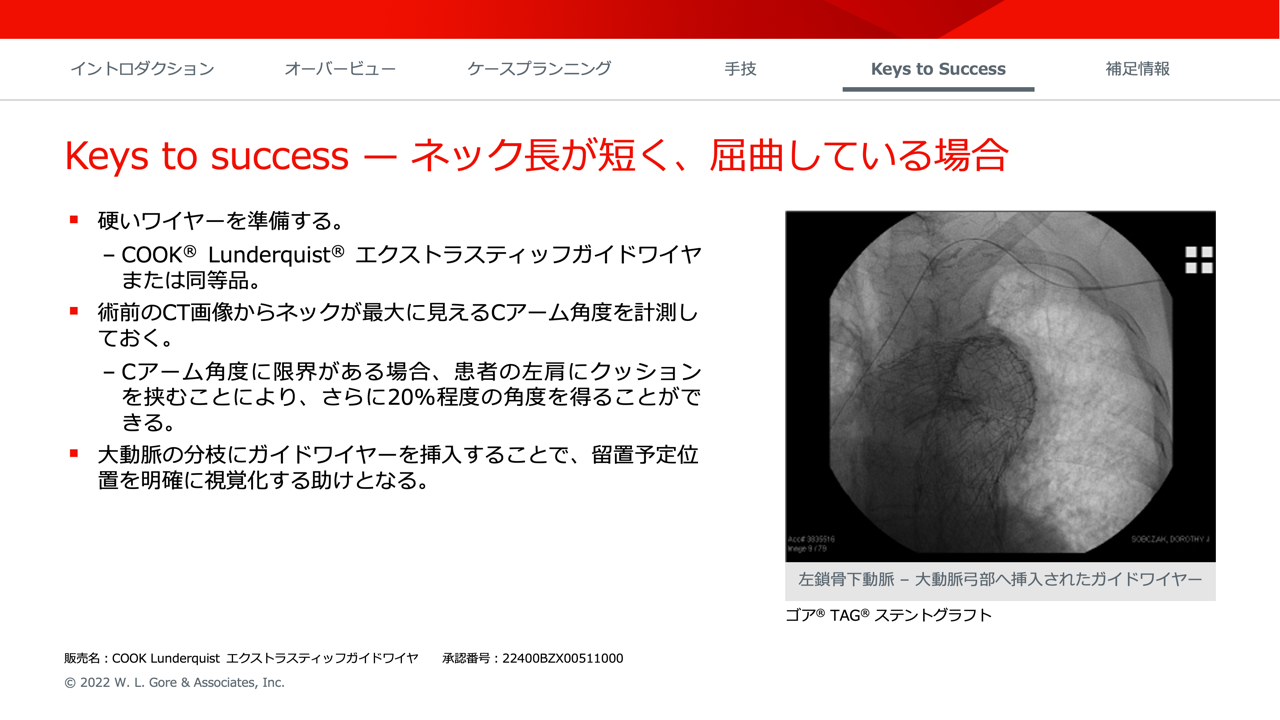 イントロダクション
オーバービュー
ケースプランニング
手技
Keys to Success
補足情報
Keys to success — ネック長が短く、屈曲している場合
▪ 硬いワイヤーを準備する。
– COOK® Lunderquist® エクストラスティッフガイドワイヤ
または同等品。
▪ 術前のCT画像からネックが最大に見えるCアーム角度を計測し
ておく。
– Cアーム角度に限界がある場合、患者の左肩にクッション
を挟むことにより、さらに20%程度の角度を得ることがで
きる。
▪ 大動脈の分枝にガイドワイヤーを挿入することで、留置予定位
置を明確に視覚化する助けとなる。
Acc# 3835516
Image 9 / 79
SOBCZAK, DOROTHY J
左鎖骨下動脈 – 大動脈弓部へ挿入されたガイドワイヤー
ゴア® TAG® ステントグラフト
販売名：COOK Lunderquist エクストラスティッフガイドワイヤ 承認番号：22400BZX00511000
© 2022 W. L. Gore & Associates, Inc.